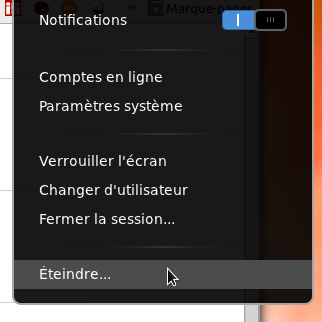 Notifications
»
Marque-pages
Comptes en ligne
Paramètres système
Verrouiller l'écran
Changer d'utilisateur
Fermer la session...
Éteindre...